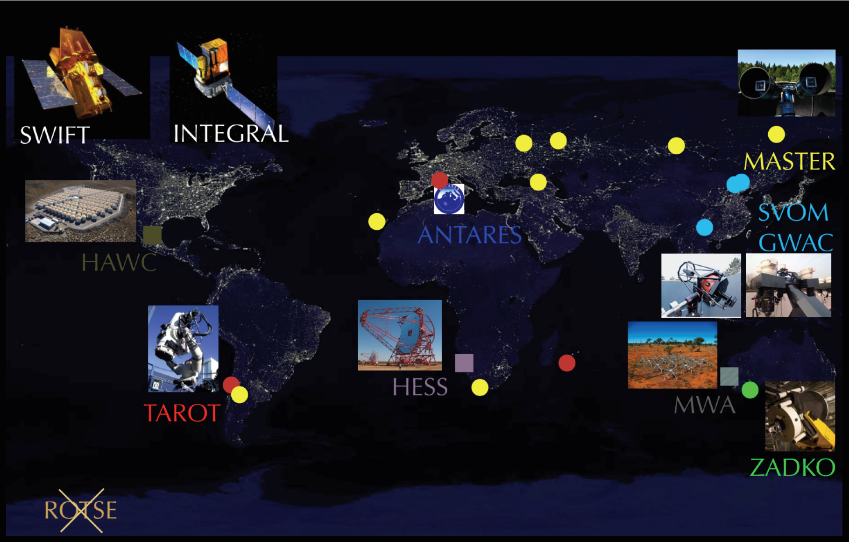 SWIFT
INTEGRAL
MASTER
SVOM
GWAC
ANTARES
HAWC
HESS
MWA
TAROT
ZADKO
ROTSE